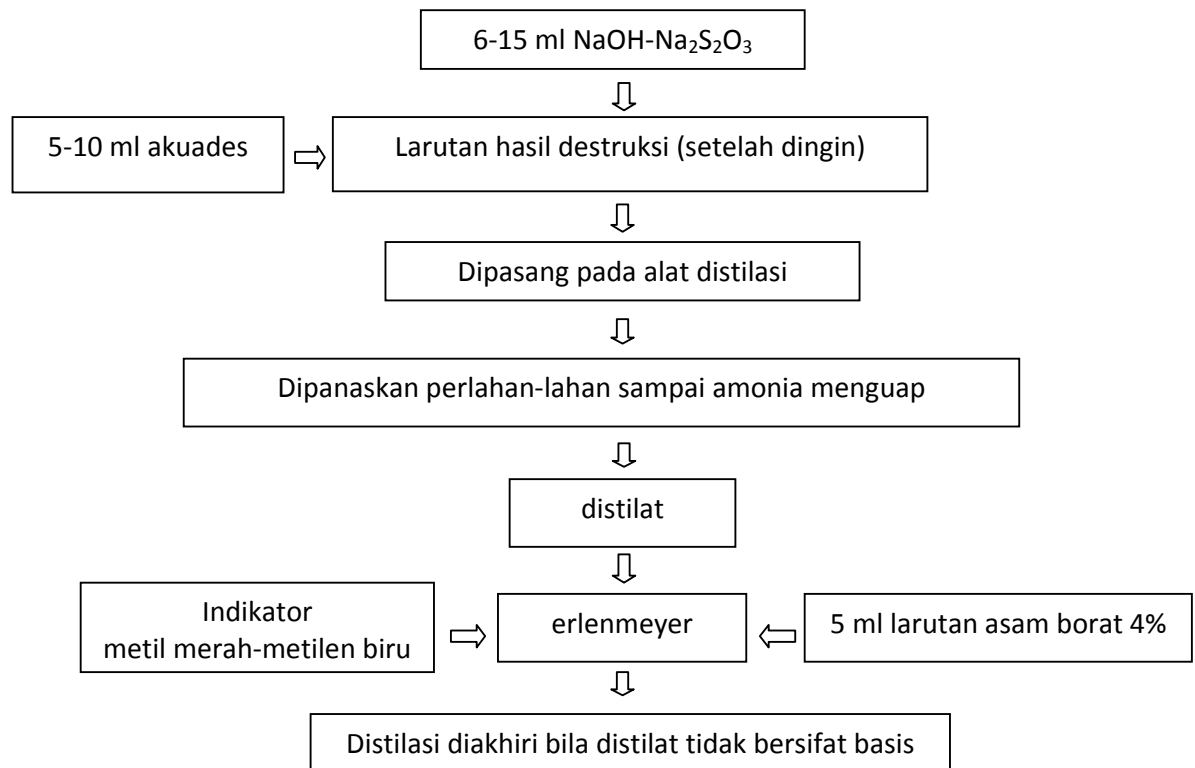 6-15 ml NaOH-Na₂S₂O₃
5-10 ml akuades
Larutan hasil destruksi (setelah dingin)
Dipasang pada alat distilasi
Dipanaskan perlahan-lahan sampai amonia menguap
distilat
Indikator
metil merah-metilen biru
erlenmeyer
5 ml larutan asam borat 4%
Distilasi diakhiri bila distilat tidak bersifat basis